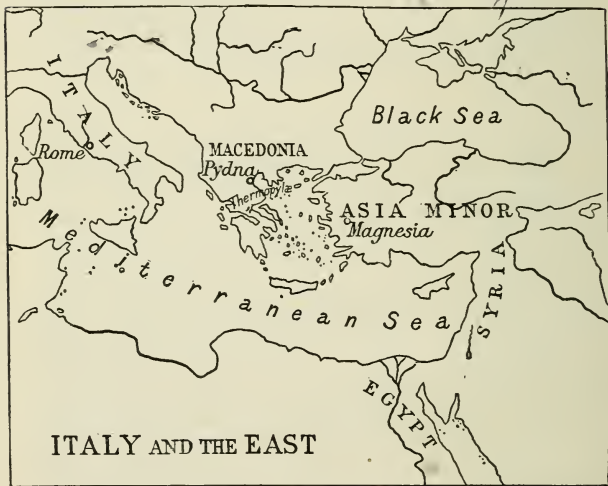 ITALY
Rome
Black Sea
MACEDONIA
Pydna
Thermopylæ
ASIA MINOR
Magnesia
Mediterranean Sea
SYRIA
EGYPT
ITALY AND THE EAST